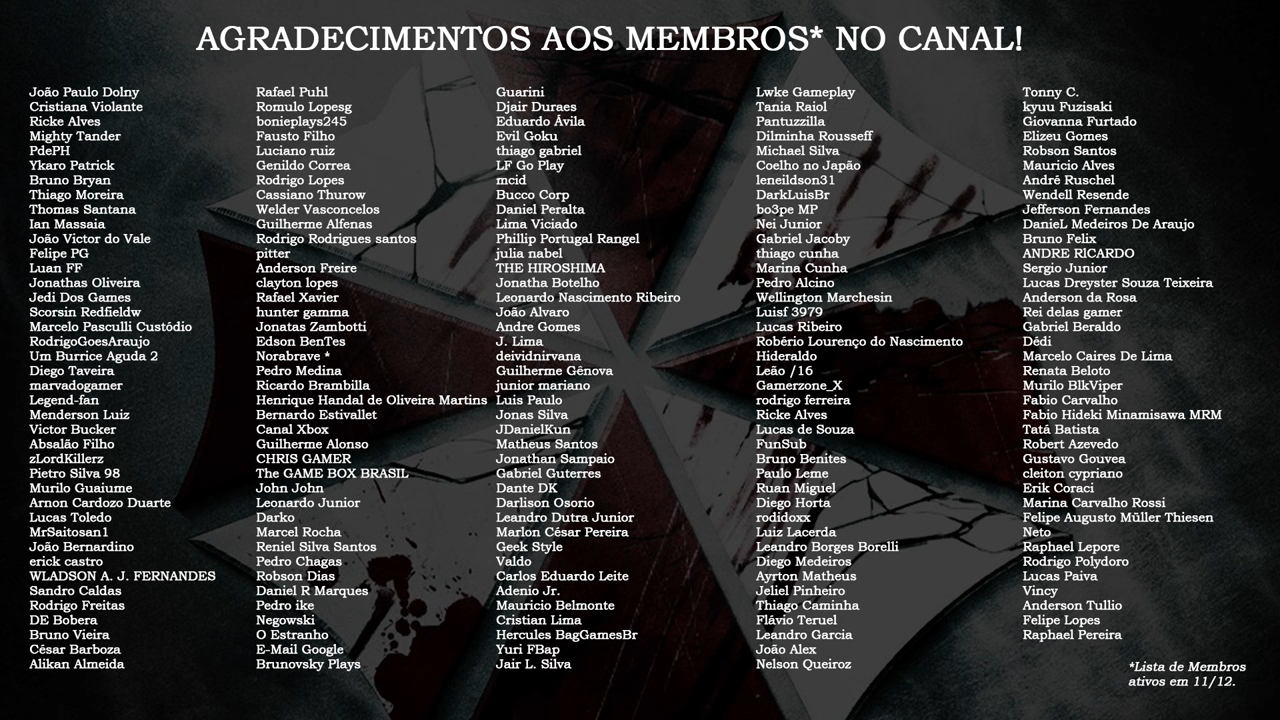 AGRADECIMENTOS AOS MEMBROS* NO CANAL!
João Paulo Dolny
Cristiana Violante
Ricke Alves
Mighty Tander
PdePH
Ykaro Patrick
Bruno Bryan
Thiago Moreira
Thomas Santana
Ian Massaia
João Victor do Vale
Felipe PG
Luan FF
Jonathas Oliveira
Jedi Dos Games
Scorsin Redfieldw
Marcelo Pasculli Custódio
RodrigoGoesAraujo
Um Burrice Aguda 2
Diego Taveira
marvadogamer
Legend-fan
Menderson Luiz
Victor Bucker
Absalão Filho
zLordKillerz
Pietro Silva 98
Murilo Guaiume
Arnon Cardozo Duarte
Lucas Toledo
MrSaitosan1
João Bernardino
erick castro
WLADSON A. J. FERNANDES
Sandro Caldas
Rodrigo Freitas
DE Bobera
Bruno Vieira
César Barboza
Alikan Almeida
Rafael Puhl
Romulo Lopesg
bonieplays245
Fausto Filho
Luciano ruiz
Genildo Correa
Rodrigo Lopes
Cassiano Thurow
Welder Vasconcelos
Guilherme Alfenas
Rodrigo Rodrigues santos
pitter
Anderson Freire
clayton lopes
Rafael Xavier
hunter gamma
Jonatas Zambotti
Edson BenTes
Norabrave *
Pedro Medina
Ricardo Brambilla
Henrique Handal de Oliveira Martins
Bernardo Estivallet
Canal Xbox
Guilherme Alonso
CHRIS GAMER
The GAME BOX BRASIL
John John
Leonardo Junior
Darko
Marcel Rocha
Reniel Silva Santos
Pedro Chagas
Robson Dias
Daniel R Marques
Pedro ike
Negowski
O Estranho
E-Mail Google
Brunovsky Plays
Guarini
Djair Duraes
Eduardo Ávila
Evil Goku
thiago gabriel
LF Go Play
mcid
Bucco Corp
Daniel Peralta
Lima Viciado
Phillip Portugal Rangel
julia nabel
THE HIROSHIMA
Jonatha Botelho
Leonardo Nascimento Ribeiro
João Alvaro
Andre Gomes
J. Lima
deividnirvana
Guilherme Gênova
junior mariano
Luis Paulo
Jonas Silva
JDanielKun
Matheus Santos
Jonathan Sampaio
Gabriel Guterres
Dante DK
Darlison Osorio
Leandro Dutra Junior
Marlon César Pereira
Geek Style
Valdo
Carlos Eduardo Leite
Adenio Jr.
Mauricio Belmonte
Cristian Lima
Hercules BagGamesBr
Yuri FBap
Jair L. Silva
Lwke Gameplay
Tania Raiol
Pantuzzilla
Dilminha Rousseff
Michael Silva
Coelho no Japão
leneildson31
DarkLuisBr
bo3pe MP
Nei Junior
Gabriel Jacoby
thiago cunha
Marina Cunha
Pedro Alcino
Wellington Marchesin
Luisf 3979
Lucas Ribeiro
Robério Lourenço do Nascimento
Hideraldo
Leão /16
Gamerzone_X
rodrigo ferreira
Ricke Alves
Lucas de Souza
FunSub
Bruno Benites
Paulo Leme
Ruan Miguel
Diego Horta
rodidoxx
Luiz Lacerda
Leandro Borges Borelli
Diego Medeiros
Ayrton Matheus
Jeliel Pinheiro
Thiago Caminha
Flávio Teruel
Leandro Garcia
João Alex
Nelson Queiroz
Tonny C.
kyuu Fuzisaki
Giovanna Furtado
Elizeu Gomes
Robson Santos
Mauricio Alves
André Ruschel
Wendell Resende
Jefferson Fernandes
DanieL Medeiros De Araujo
Bruno Felix
ANDRE RICARDO
Sergio Junior
Lucas Dreyster Souza Teixeira
Anderson da Rosa
Rei delas gamer
Gabriel Beraldo
Dédi
Marcelo Caires De Lima
Renata Beloto
Murilo BlkViper
Fabio Carvalho
Fabio Hideki Minamisawa MRM
Tatá Batista
Robert Azevedo
Gustavo Gouvea
cleiton cypriano
Erik Coraci
Marina Carvalho Rossi
Felipe Augusto Müller Thiesen
Neto
Raphael Lepore
Rodrigo Polydoro
Lucas Paiva
Vincy
Anderson Tullio
Felipe Lopes
Raphael Pereira
*Lista de Membros
ativos em 11/12.